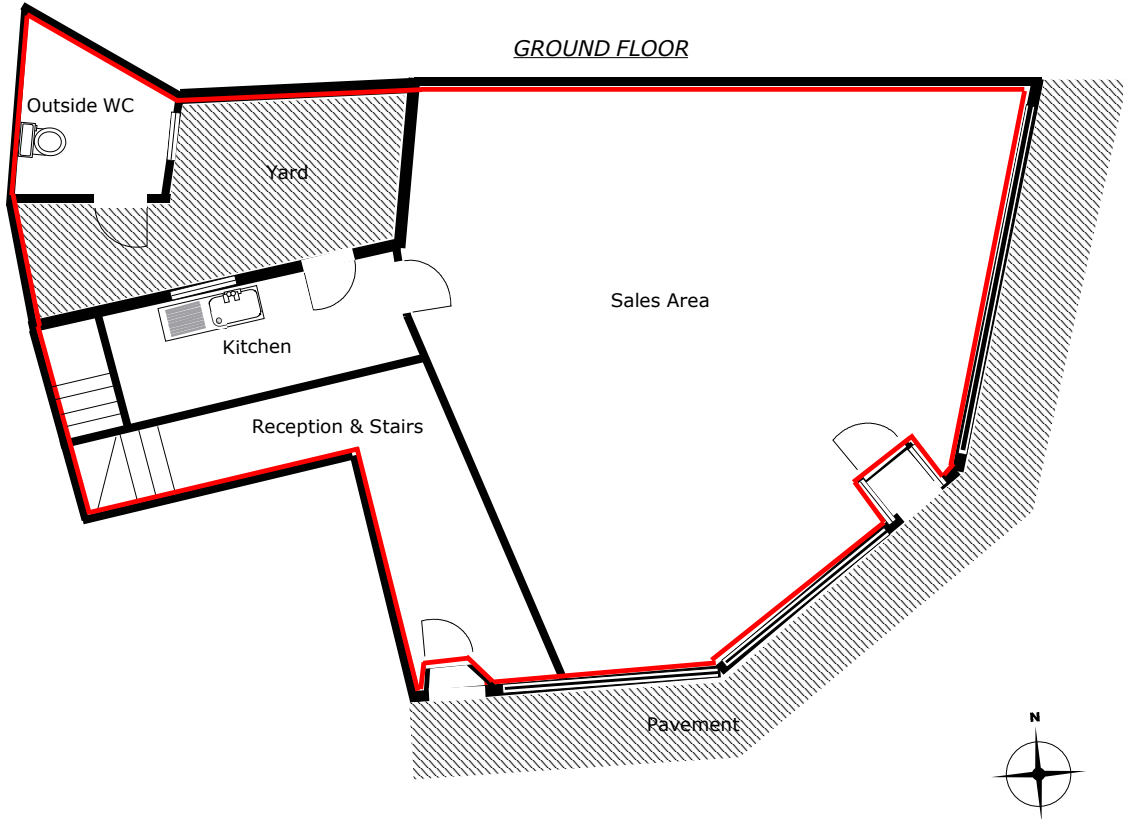 GROUND FLOOR
Outside WC
Yard
Sales Area
Kitchen
Reception & Stairs
Pavement
N